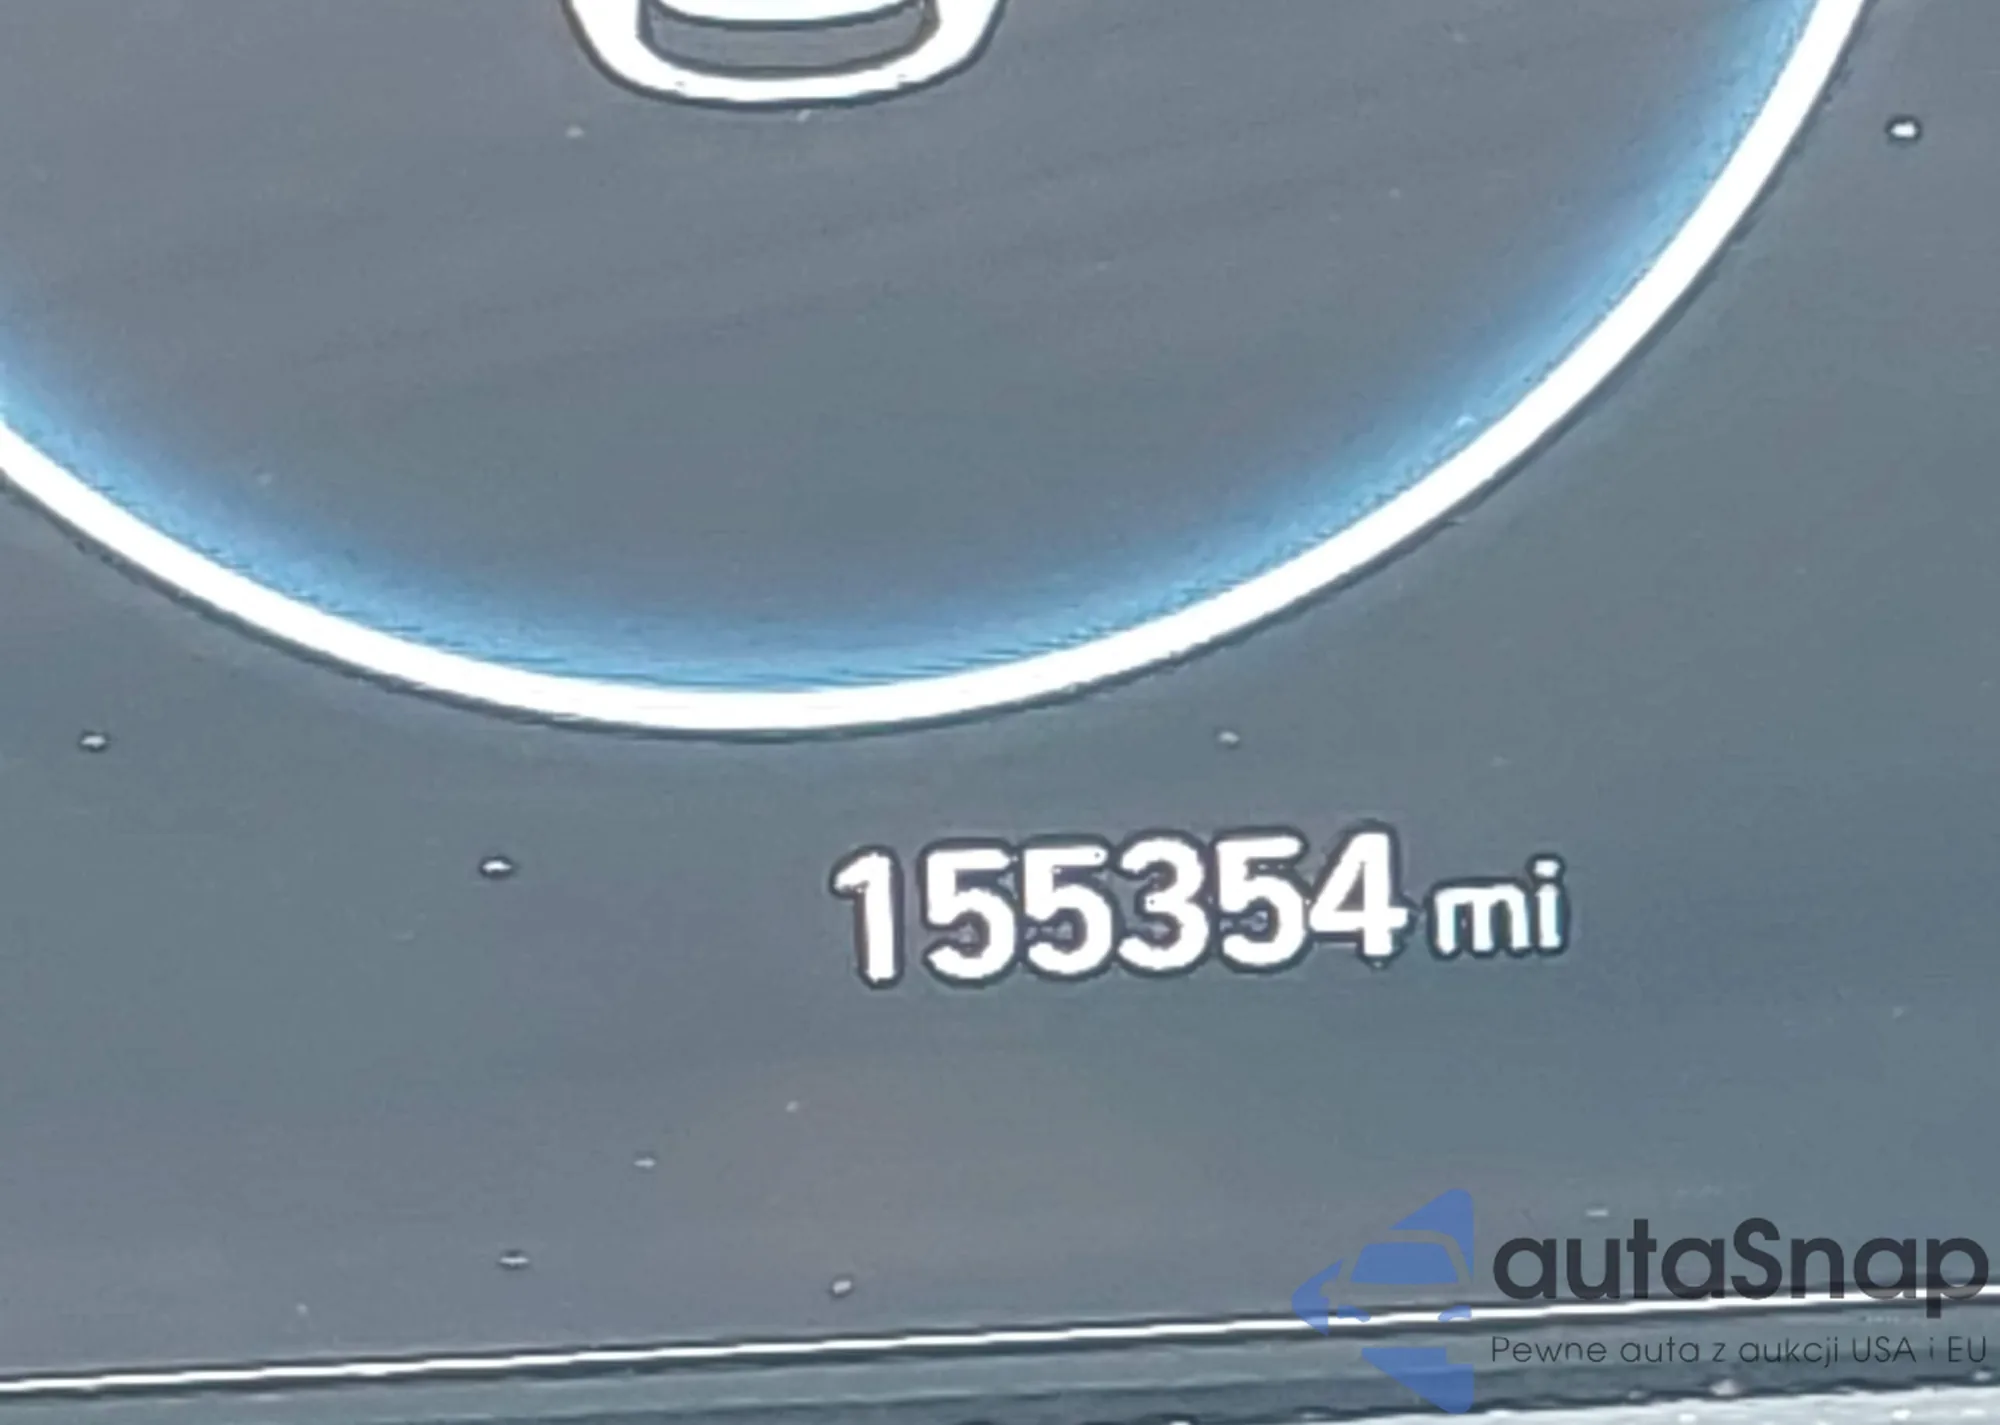 155354 mi
autaSnap
Pewne auta z aukcji USA i EU